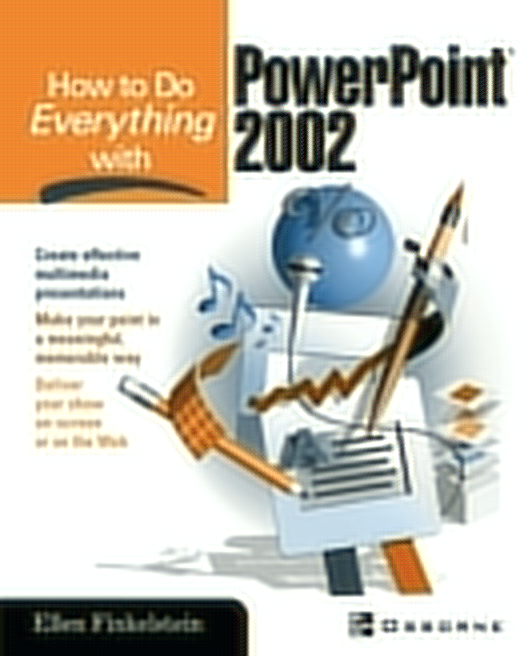 How to Do
Everything
with
PowerPoint
2002
Create effective
multimedia
presentations
Make your point in
a meaningful,
memorable way
Deliver
your show
on screen
or on the Web
Ellen Finkelstein
OSBORNE